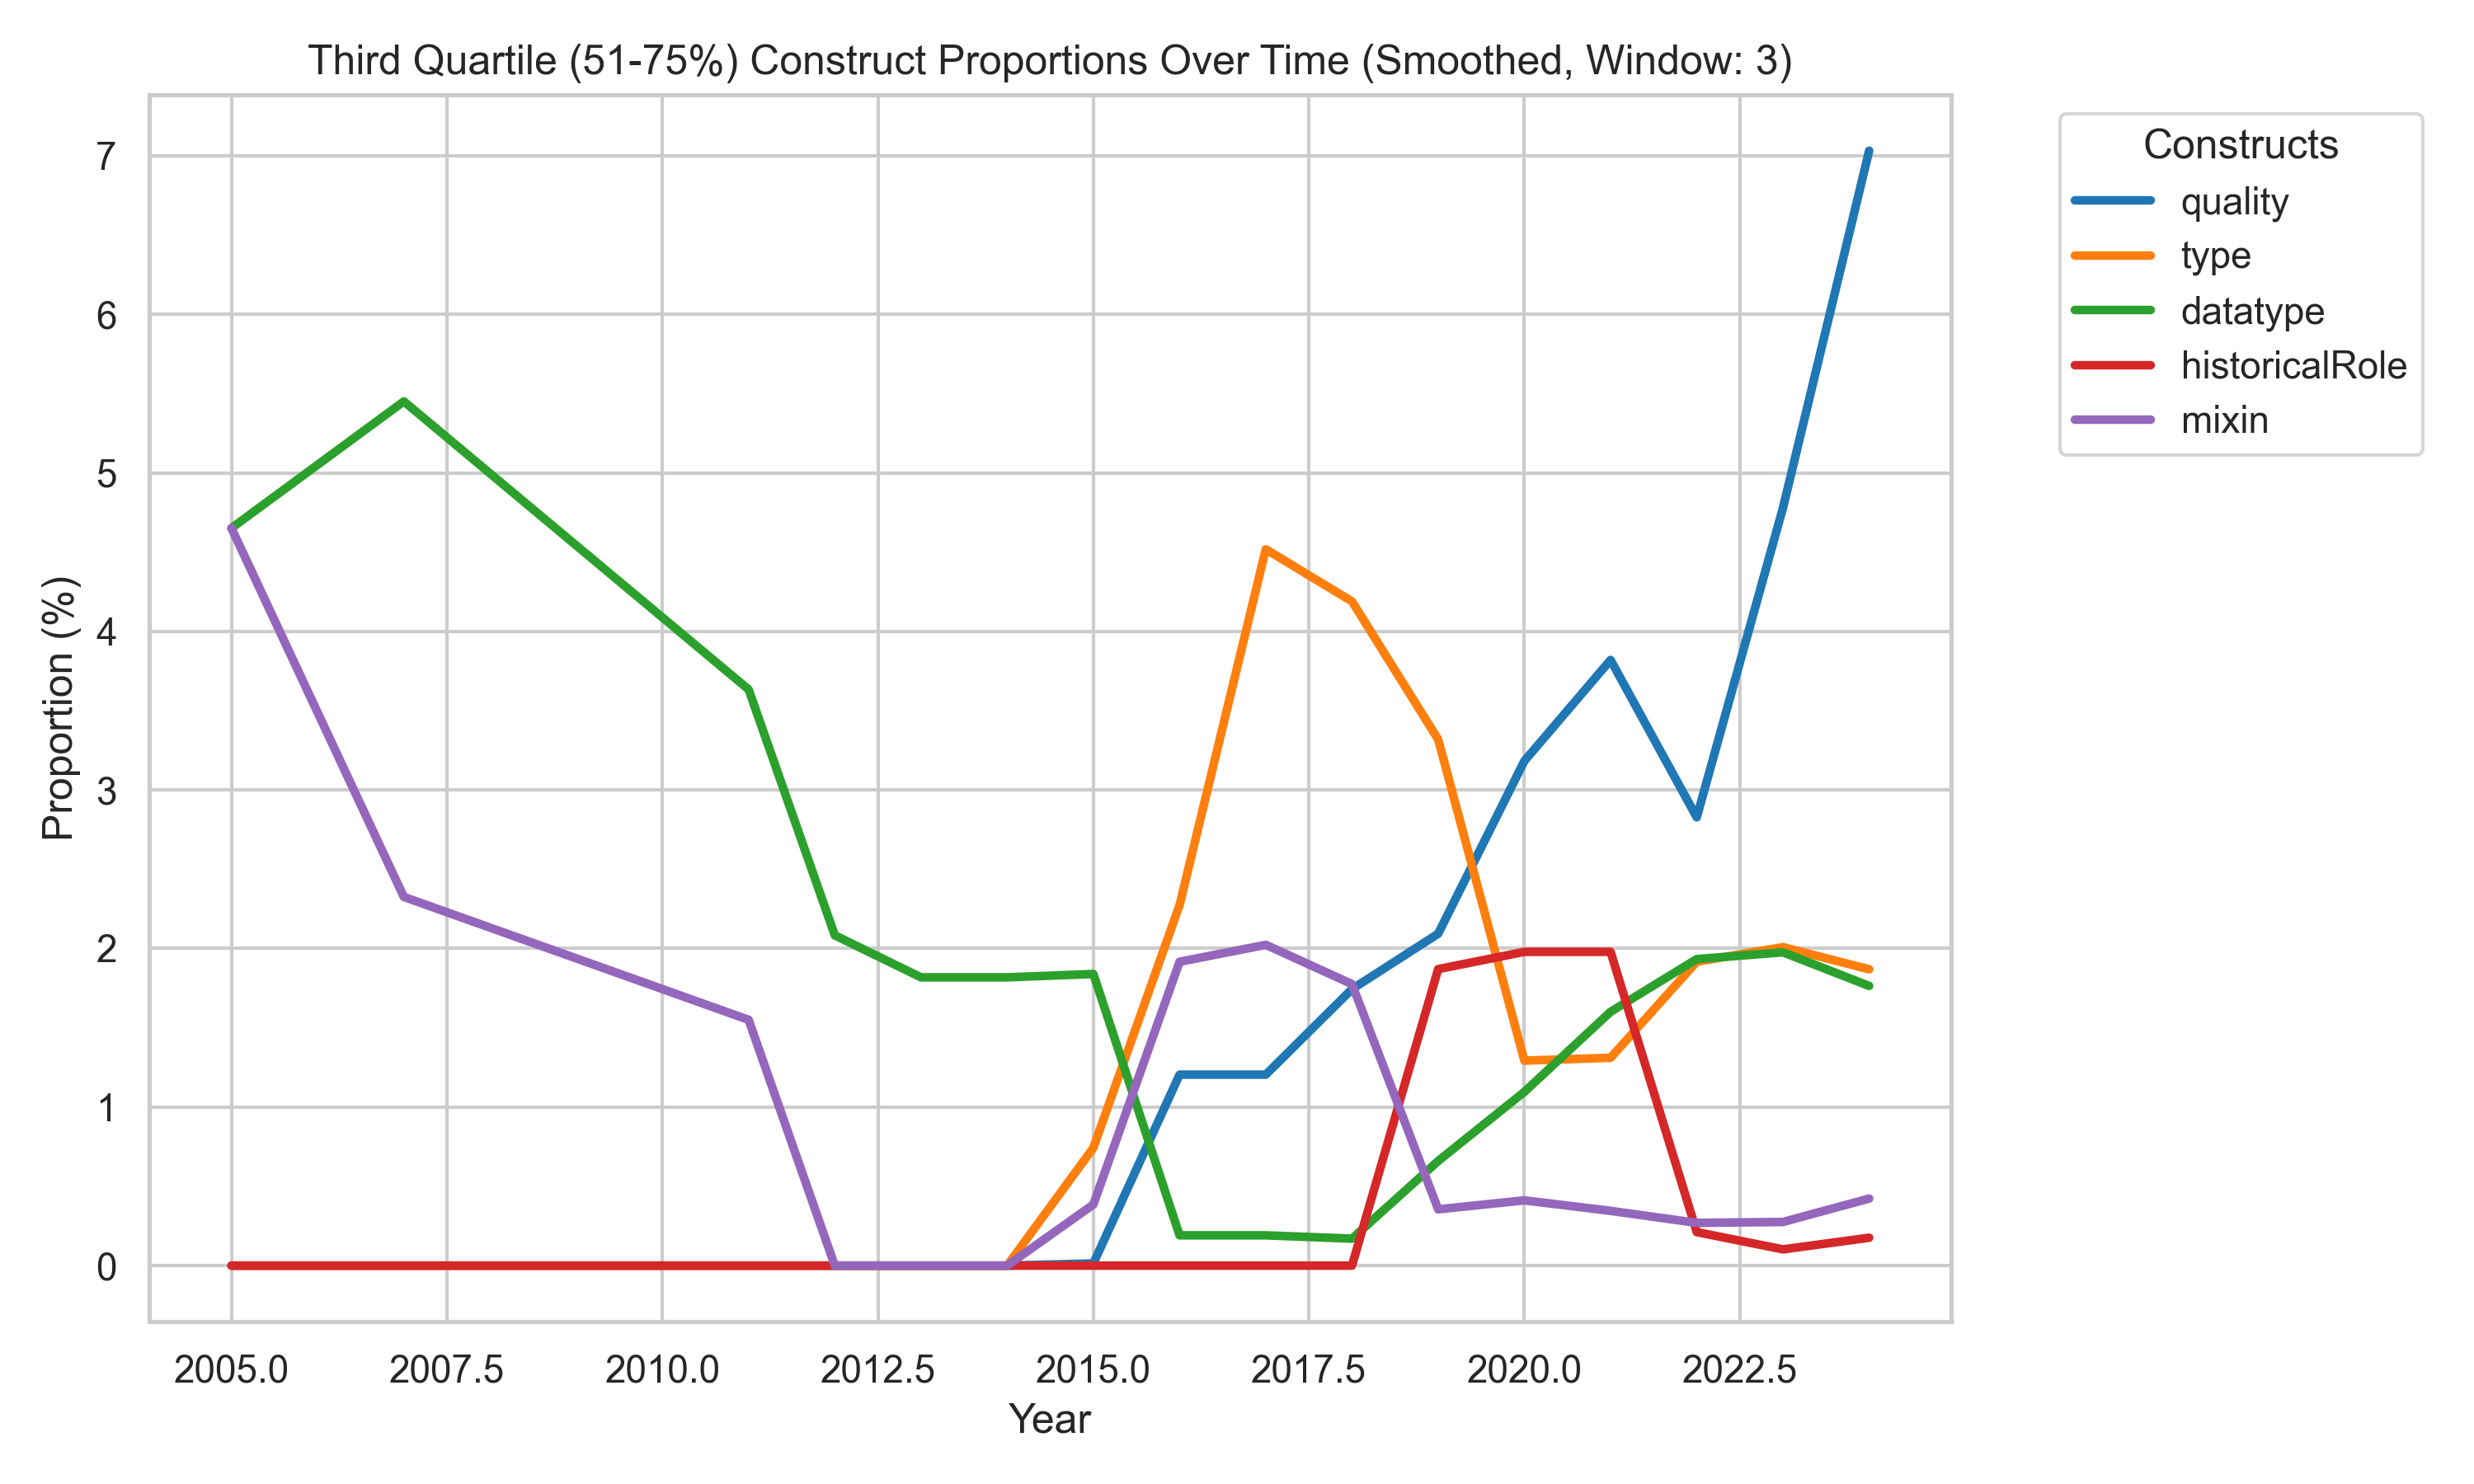 Third Quartile (51-75%) Construct Proportions Over Time (Smoothed, Window: 3)
Constructs
quality
type
datatype
historicalRole
mixin
Proportion (%)
7
6
5
4
3
2
1
0
2005.0 2007.5 2010.0 2012.5 2015.0 2017.5 2020.0 2022.5
Year